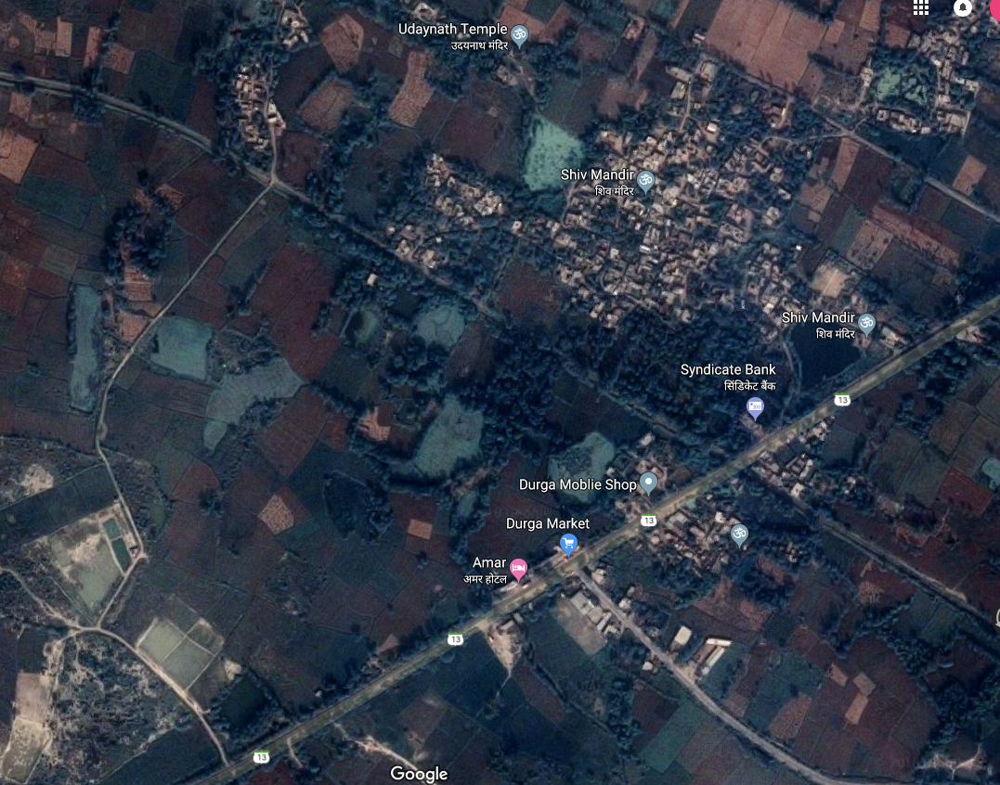 Udaynath Temple
उदयनाथ मंदिर
Shiv Mandir
शिव मंदिर
Shiv Mandir
शिव मंदिर
Syndicate Bank
सिंडिकेट बैंक
13
Durga Moblie Shop
13
Durga Market
Amar
अमर होटल
13
13
Google